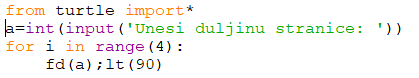 from turtle import*
a=int(input('Unesi duljinu stranice: '))
for i in range(4):
    fd(a);lt(90)